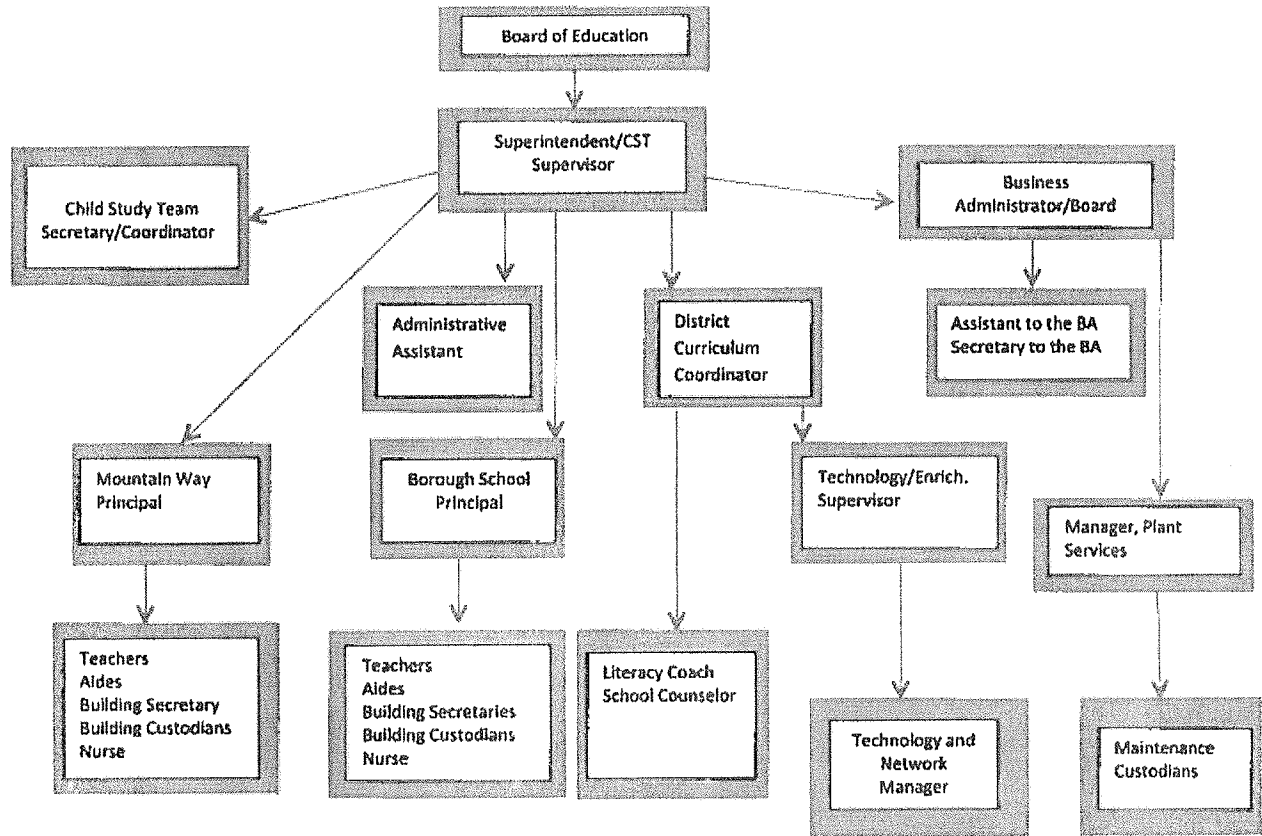 Board of Education
Superintendent/CST
Supervisor
Child Study Team
Secretary/Coordinator
Business
Administrator/Board
Administrative
Assistant
District
Curriculum
Coordinator
Assistant to the BA
Secretary to the BA
Mountain Way
Principal
Borough School
Principal
Technology/Enrich.
Supervisor
Manager, Plant
Services
Teachers
Aides
Building Secretary
Building Custodians
Nurse
Teachers
Aides
Building Secretaries
Building Custodians
Nurse
Literacy Coach
School Counselor
Technology and
Network
Manager
Maintenance
Custodians